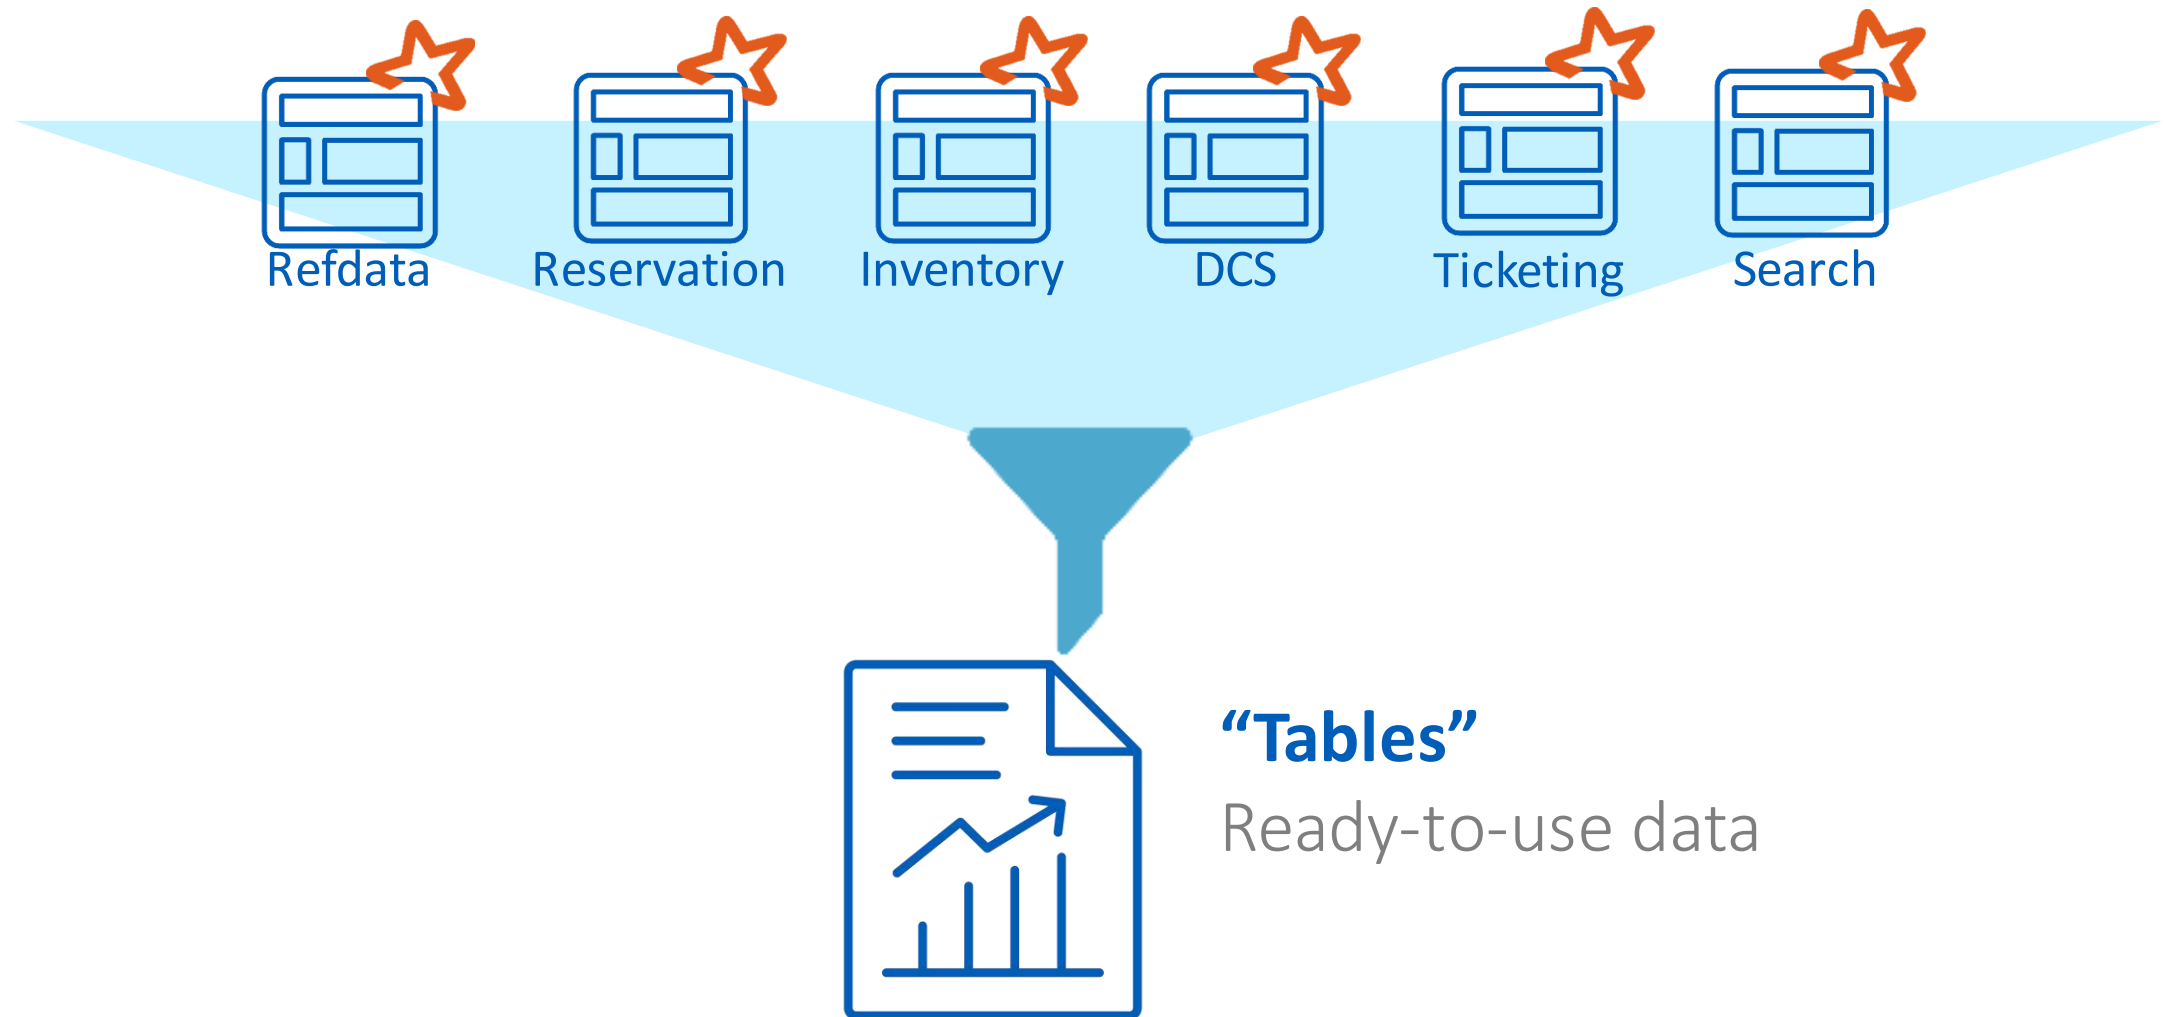 Refdata
Reservation
Inventory
DCS
Ticketing
Search
“Tables”
Ready-to-use data